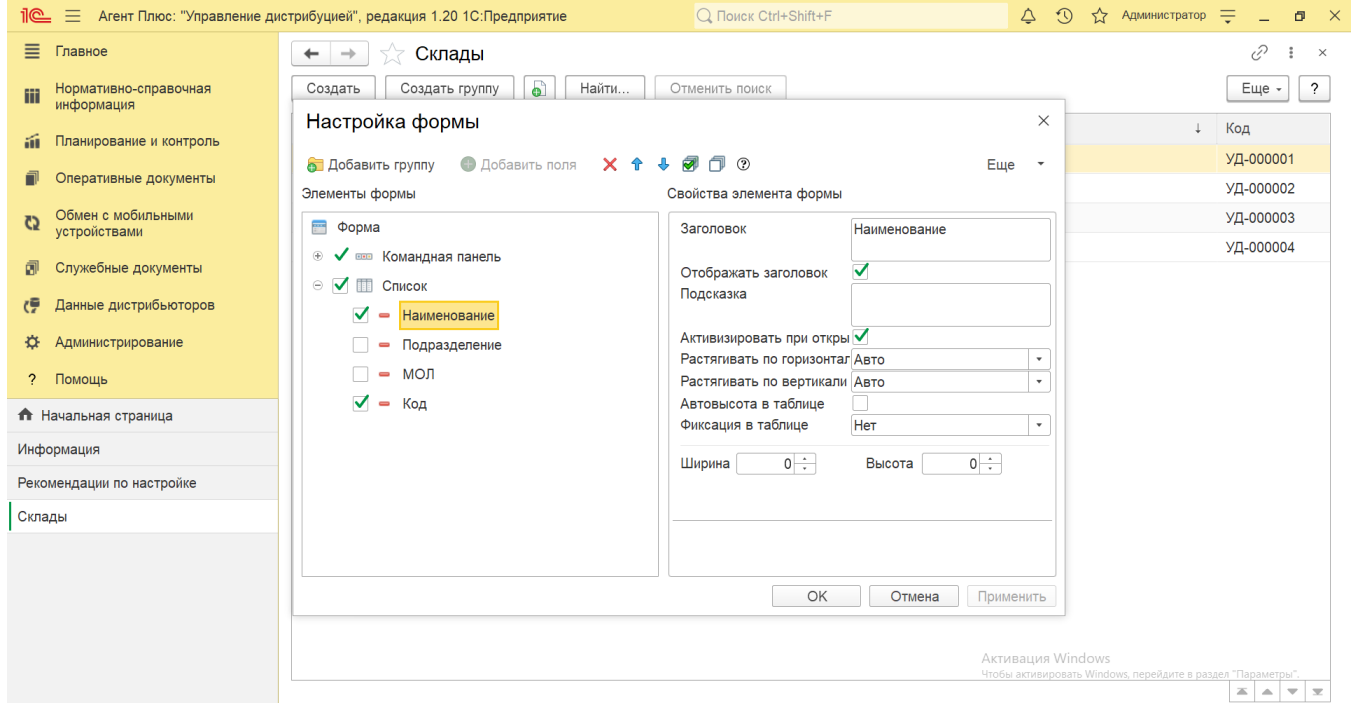 1С Агент Плюс: "Управление дистрибуцией", редакция 1.20 1С:Предприятие
Поиск Ctrl+Shift+F
Администратор
Главное
Нормативно-справочная
информация
Планирование и контроль
Оперативные документы
Обмен с мобильными
устройствами
Служебные документы
Данные дистрибьюторов
Администрирование
? Помощь
Начальная страница
Информация
Рекомендации по настройке
Склады
Склады
Создать Создать группу Найти... Отменить поиск Еще ?
Код
УД-000001
УД-000002
УД-000003
УД-000004
Настройка формы
Добавить группу Добавить поля Еще
Элементы формы
Форма
Командная панель
Список
Наименование
Подразделение
МОЛ
Код
Свойства элемента формы
Заголовок Наименование
Отображать заголовок
Подсказка
Активизировать при откры
Растягивать по горизонтал Авто
Растягивать по вертикали Авто
Автовысота в таблице
Фиксация в таблице Нет
Ширина 0 Высота 0
OK Отмена Применить
Активация Windows
Чтобы активировать Windows, перейдите в раздел "Параметры".